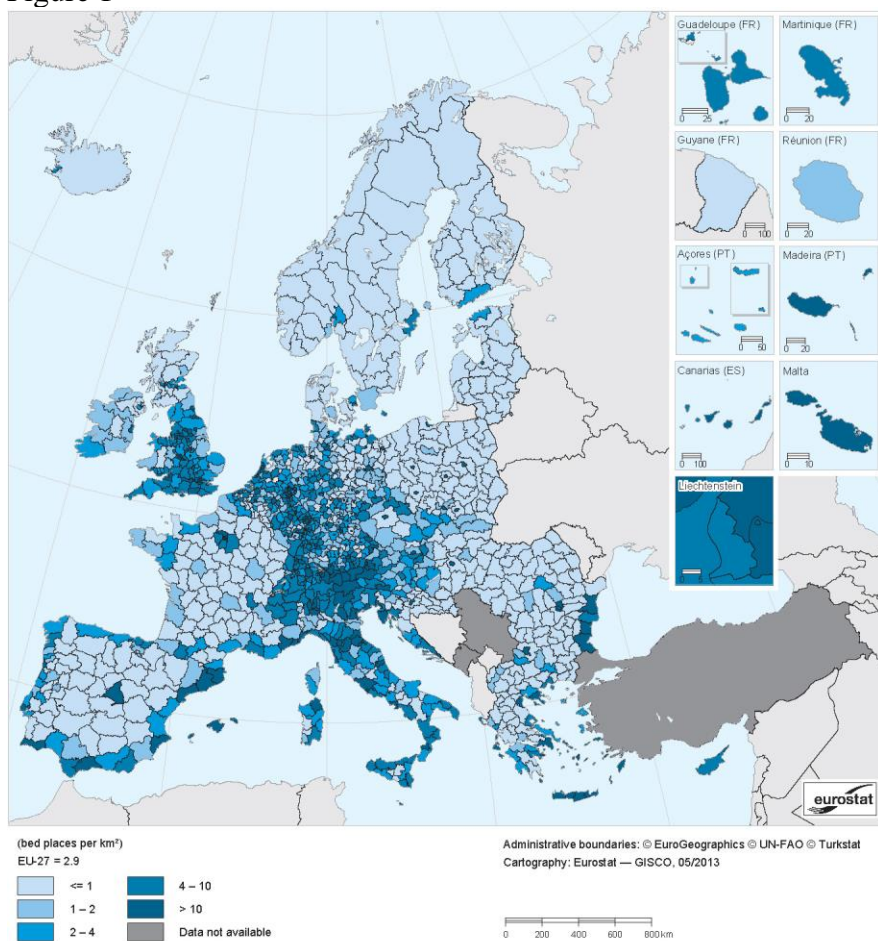 Guadeloupe (FR)
0 25
Martinique (FR)
0 20
Guyane (FR)
0 100
Réunion (FR)
0 20
Açores (PT)
0 50
Madeira (PT)
0 20
Canarias (ES)
0 100
Malta
0 10
Liechtenstein
eurostat
(bed places per km²)
EU-27 = 2.9
<= 1
1 – 2
2 – 4
4 – 10
> 10
Data not available
Administrative boundaries: © EuroGeographics © UN-FAO © Turkstat
Cartography: Eurostat — GISCO, 05/2013
0 200 400 600 800 km